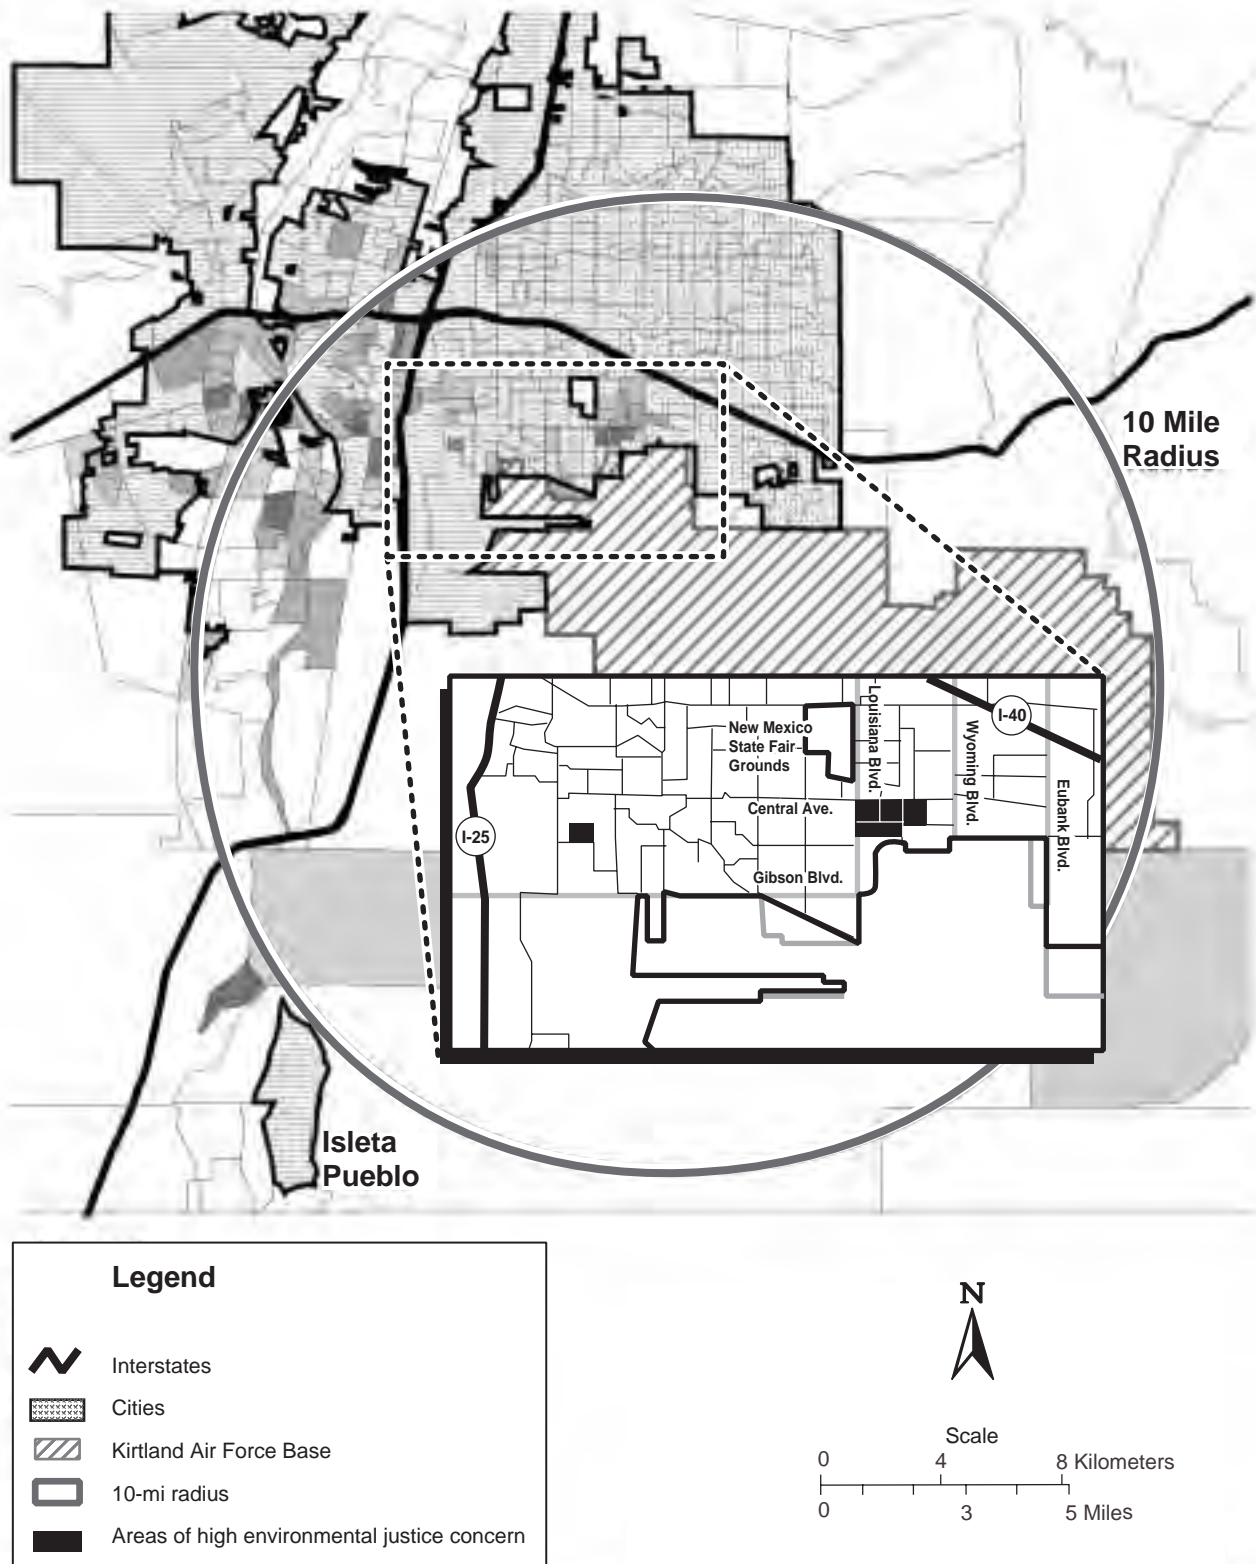 10 Mile
Radius
New Mexico
State Fair
Grounds
Louisiana Blvd.
I-40
Wyoming Blvd.
Eubank Blvd.
Central Ave.
I-25
Gibson Blvd.
Isleta
Pueblo
Legend
Interstates
Cities
Kirtland Air Force Base
10-mi radius
Areas of high environmental justice concern
N
Scale
0 4 8 Kilometers
0 3 5 Miles